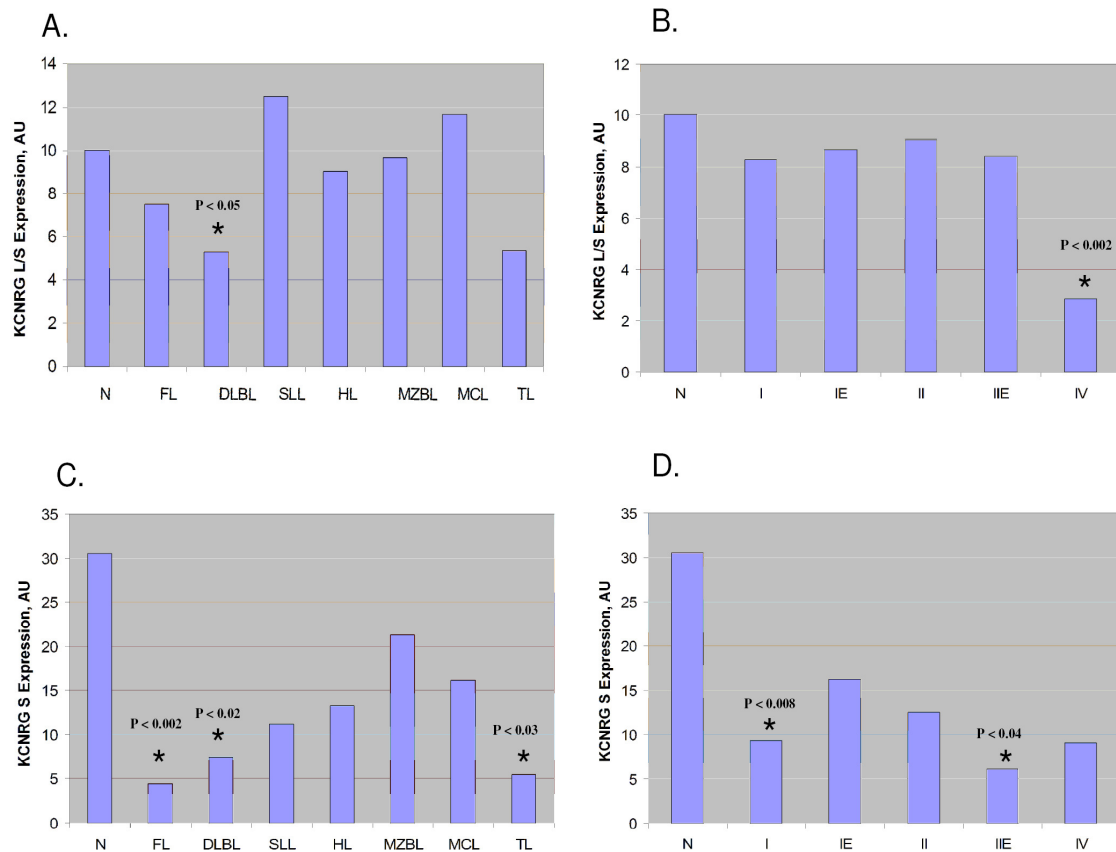 A.
KCNRG L/S Expression, AU
14
12
10
8
6
4
2
0
P < 0.05
*
N FL DLBL SLL HL MZBL MCL TL
B.
KCNRG L/S Expression, AU
12
10
8
6
4
2
0
P < 0.002
*
N I IE II IIE IV
C.
KCNRG S Expression, AU
35
30
25
20
15
10
5
0
P < 0.002
*
P < 0.02
*
P < 0.03
*
N FL DLBL SLL HL MZBL MCL TL
D.
KCNRG S Expression, AU
35
30
25
20
15
10
5
0
P < 0.008
*
P < 0.04
*
N I IE II IIE IV